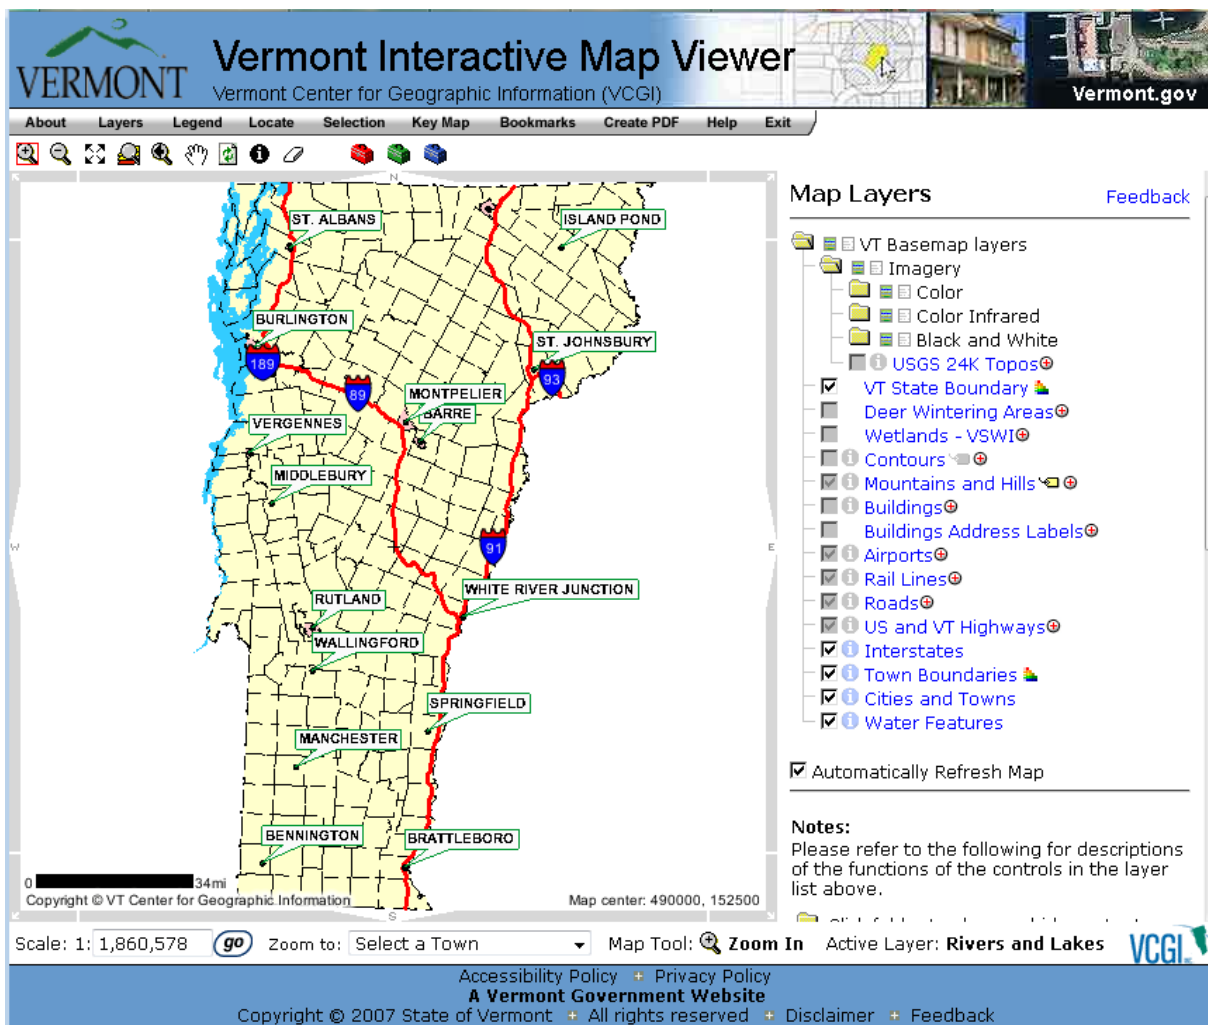 VERMONT
Vermont Interactive Map Viewer
Vermont Center for Geographic Information (VCGI)
Vermont.gov
About Layers Legend Locate Selection Key Map Bookmarks Create PDF Help Exit
N
ST. ALBANS
ISLAND POND
BURLINGTON
ST. JOHNSBURY
189
93
89
MONTPELIER
BARRE
VERGENNES
MIDDLEBURY
91
W
E
WHITE RIVER JUNCTION
RUTLAND
WALLINGFORD
SPRINGFIELD
MANCHESTER
BENNINGTON
BRATTLEBORO
0 34mi
Copyright © VT Center for Geographic Information
Map center: 490000, 152500
S
Map Layers
Feedback
VT Basemap layers
Imagery
Color
Color Infrared
Black and White
USGS 24K Topos
VT State Boundary
Deer Wintering Areas
Wetlands - VSWI
Contours
Mountains and Hills
Buildings
Buildings Address Labels
Airports
Rail Lines
Roads
US and VT Highways
Interstates
Town Boundaries
Cities and Towns
Water Features
Automatically Refresh Map
Notes:
Please refer to the following for descriptions
of the functions of the controls in the layer
list above.
Scale: 1: 1,860,578 go Zoom to: Select a Town Map Tool: Zoom In Active Layer: Rivers and Lakes VCGI
Accessibility Policy Privacy Policy
A Vermont Government Website
Copyright © 2007 State of Vermont All rights reserved Disclaimer Feedback